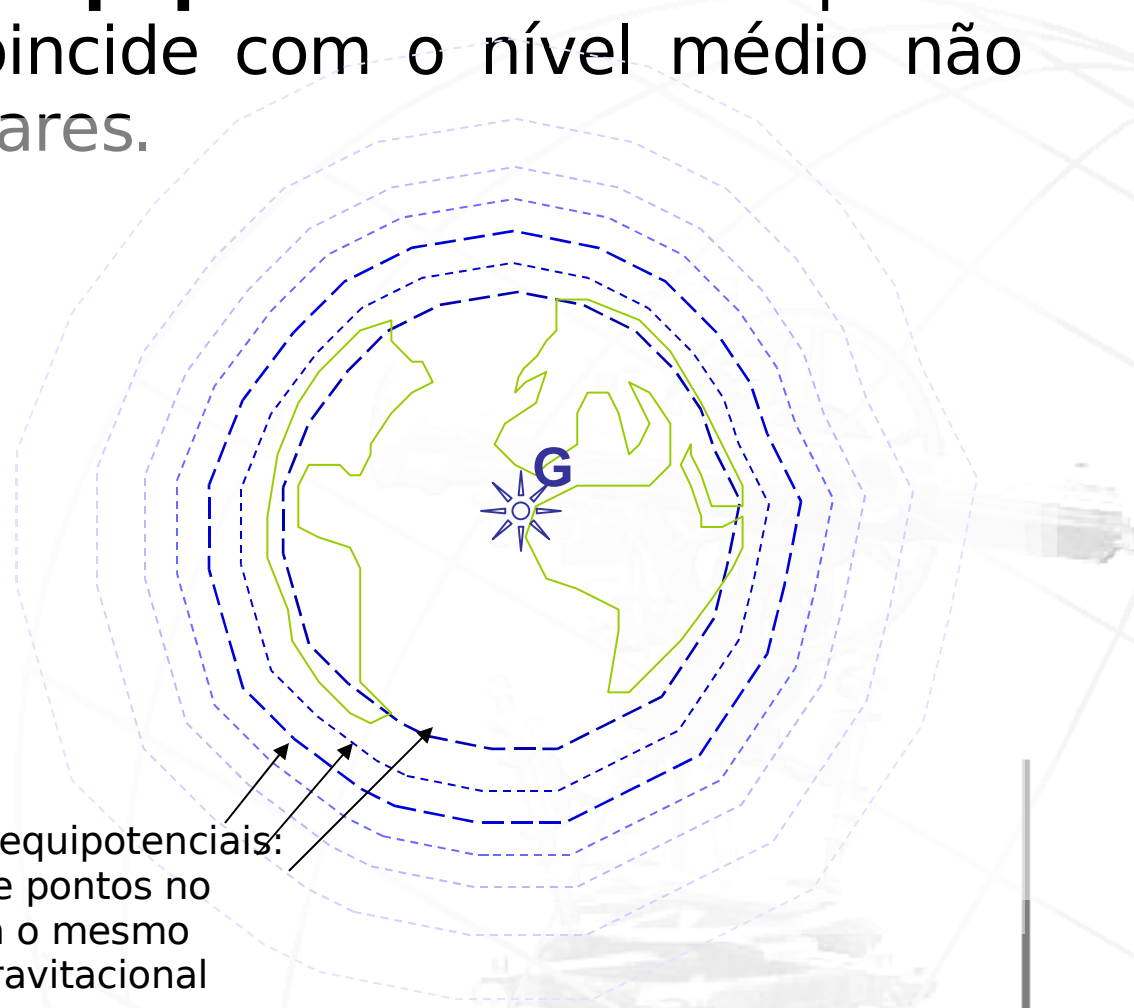 oincide com o nível médio não
ares.
G
equipotenciais:
e pontos no
o mesmo
ravitacional